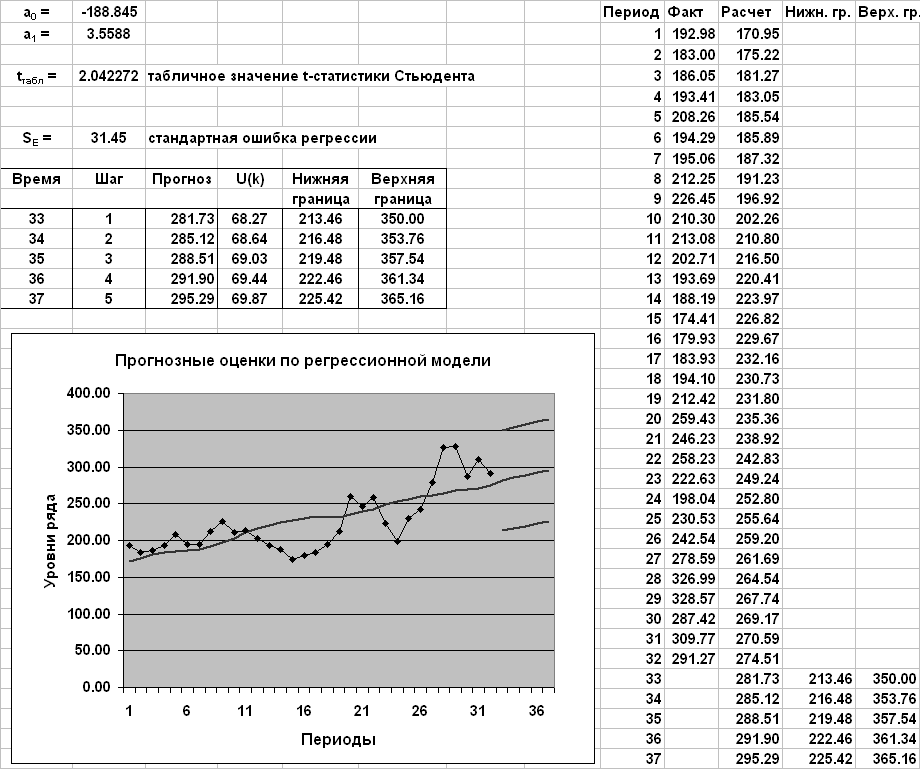 a0 = -188.845
a1 = 3.5588
tтабл = 2.042272 табличное значение t-статистики Стьюдента
SE = 31.45 стандартная ошибка регрессии
Время Шаг Прогноз U(k) Нижняя граница Верхняя граница
33 1 281.73 68.27 213.46 350.00
34 2 285.12 68.64 216.48 353.76
35 3 288.51 69.03 219.48 357.54
36 4 291.90 69.44 222.46 361.34
37 5 295.29 69.87 225.42 365.16
Прогнозные оценки по регрессионной модели
Уровни ряда
400.00
350.00
300.00
250.00
200.00
150.00
100.00
50.00
0.00
1 6 11 16 21 26 31 36
Периоды
Период Факт Расчет Нижн. гр. Верх. гр.
1 192.98 170.95
2 183.00 175.22
3 186.05 181.27
4 193.41 183.05
5 208.26 185.54
6 194.29 185.89
7 195.06 187.32
8 212.25 191.23
9 226.45 196.92
10 210.30 202.26
11 213.08 210.80
12 202.71 216.50
13 193.69 220.41
14 188.19 223.97
15 174.41 226.82
16 179.93 229.67
17 183.93 232.16
18 194.10 230.73
19 212.42 231.80
20 259.43 235.36
21 246.23 238.92
22 258.23 242.83
23 222.63 249.24
24 198.04 252.80
25 230.53 255.64
26 242.54 259.20
27 278.59 261.69
28 326.99 264.54
29 328.57 267.74
30 287.42 269.17
31 309.77 270.59
32 291.27 274.51
33 281.73 213.46 350.00
34 285.12 216.48 353.76
35 288.51 219.48 357.54
36 291.90 222.46 361.34
37 295.29 225.42 365.16